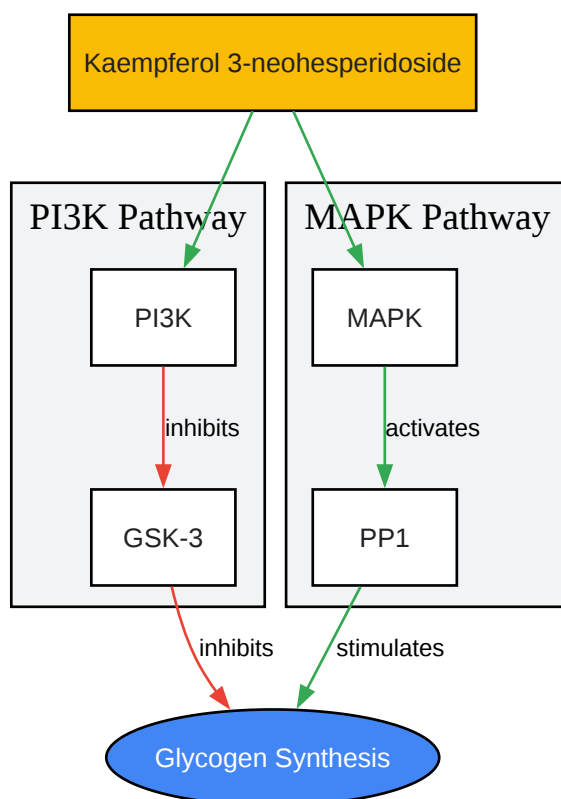 Kaempferol 3-neohesperidoside
PI3K Pathway
MAPK Pathway
PI3K
MAPK
inhibits
activates
GSK-3
PP1
inhibits
stimulates
Glycogen Synthesis